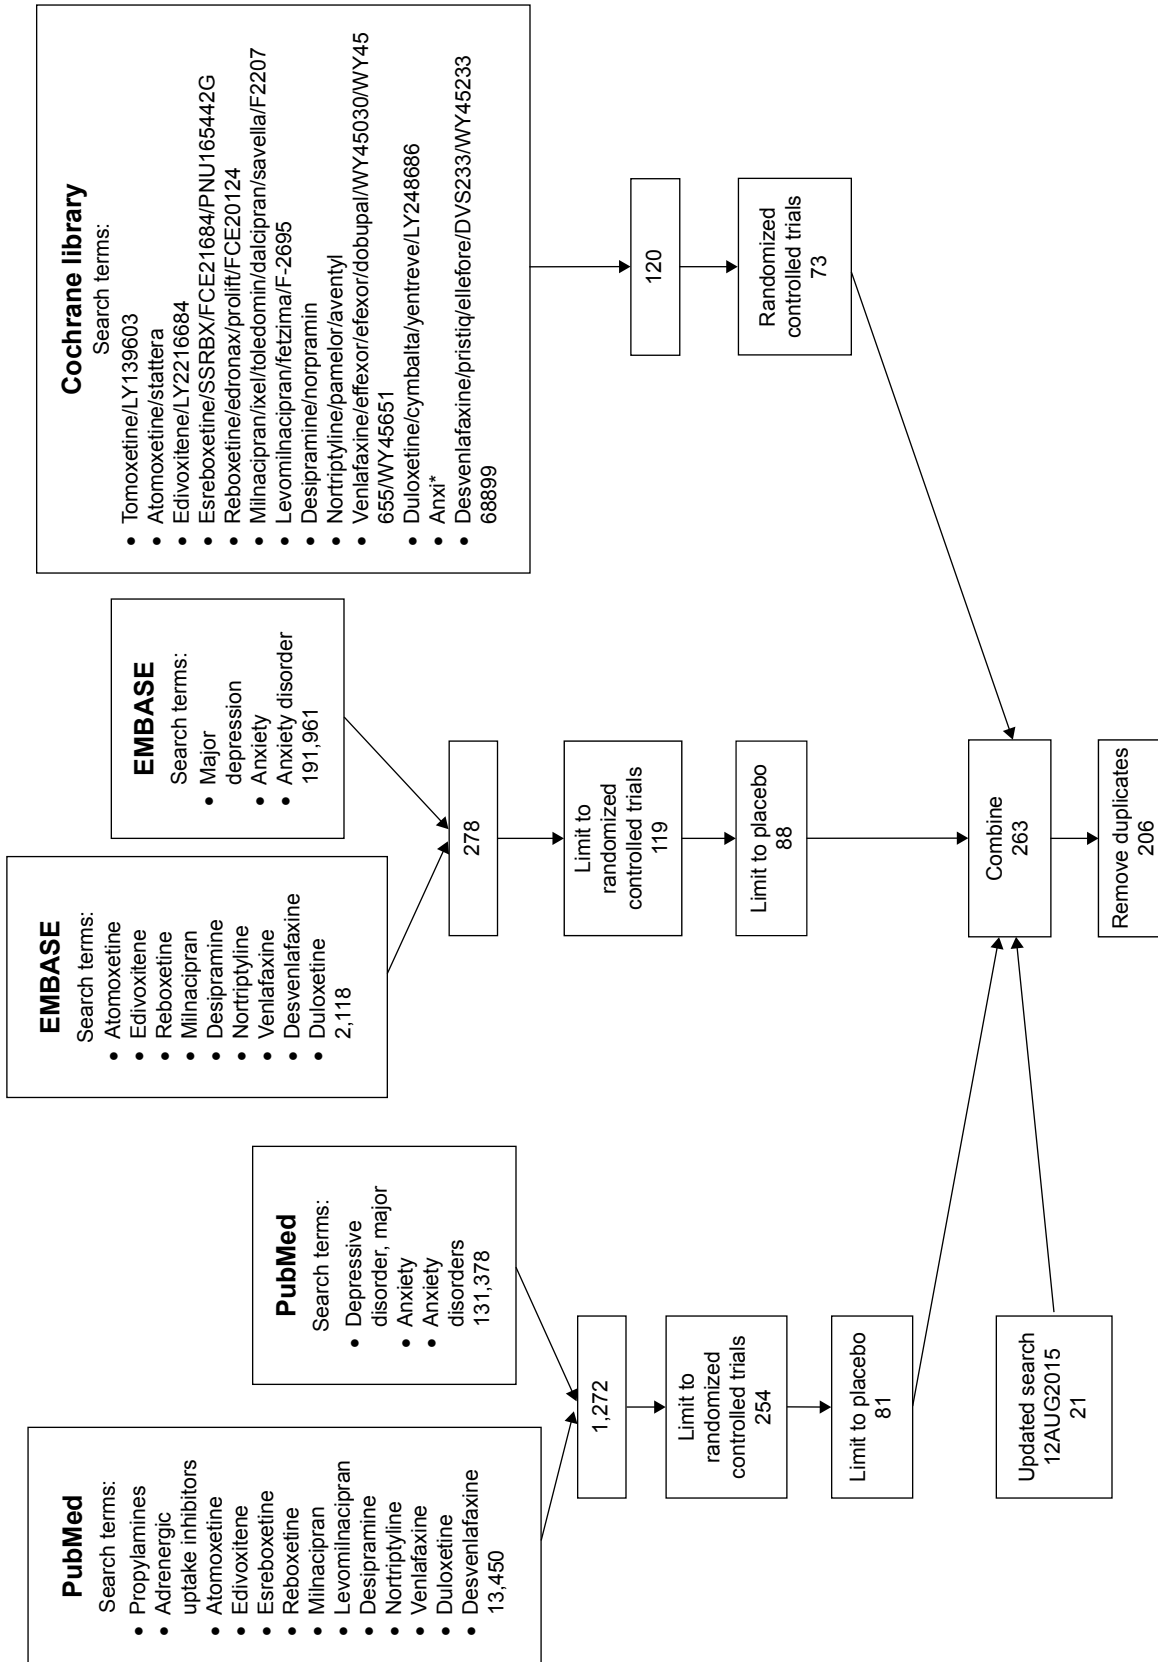 PubMed
Search terms:
• Propylamines
• Adrenergic
uptake inhibitors
• Atomoxetine
• Edivoxitene
• Esreboxetine
• Reboxetine
• Milnacipran
• Levomilnacipran
• Desipramine
• Nortriptyline
• Venlafaxine
• Duloxetine
• Desvenlafaxine
13,450
PubMed
Search terms:
• Depressive
disorder, major
• Anxiety
• Anxiety
disorders
131,378
1,272
Limit to
randomized
controlled trials
254
Limit to placebo
81
Updated search
12AUG2015
21
EMBASE
Search terms:
• Atomoxetine
• Edivoxitene
• Reboxetine
• Milnacipran
• Desipramine
• Nortriptyline
• Venlafaxine
• Desvenlafaxine
• Duloxetine
2,118
EMBASE
Search terms:
• Major
depression
• Anxiety
• Anxiety disorder
191,961
278
Limit to
randomized
controlled trials
119
Limit to placebo
88
Cochrane library
Search terms:
• Tomoxetine/LY139603
• Atomoxetine/stattera
• Edivoxitene/LY2216684
• Esreboxetine/SSRBX/FCE21684/PNU165442G
• Reboxetine/edronax/prolift/FCE20124
• Milnacipran/ixel/toledomin/dalcipran/savella/F2207
• Levomilnacipran/fetzima/F-2695
• Desipramine/norpramin
• Nortriptyline/pamelor/aventyl
• Venlafaxine/effexor/efexor/dobupal/WY45030/WY45
655/WY45651
• Duloxetine/cymbalta/yentreve/LY248686
• Anxi*
• Desvenlafaxine/pristiq/ellefore/DVS233/WY45233
68899
120
Randomized
controlled trials
73
Combine
263
Remove duplicates
206